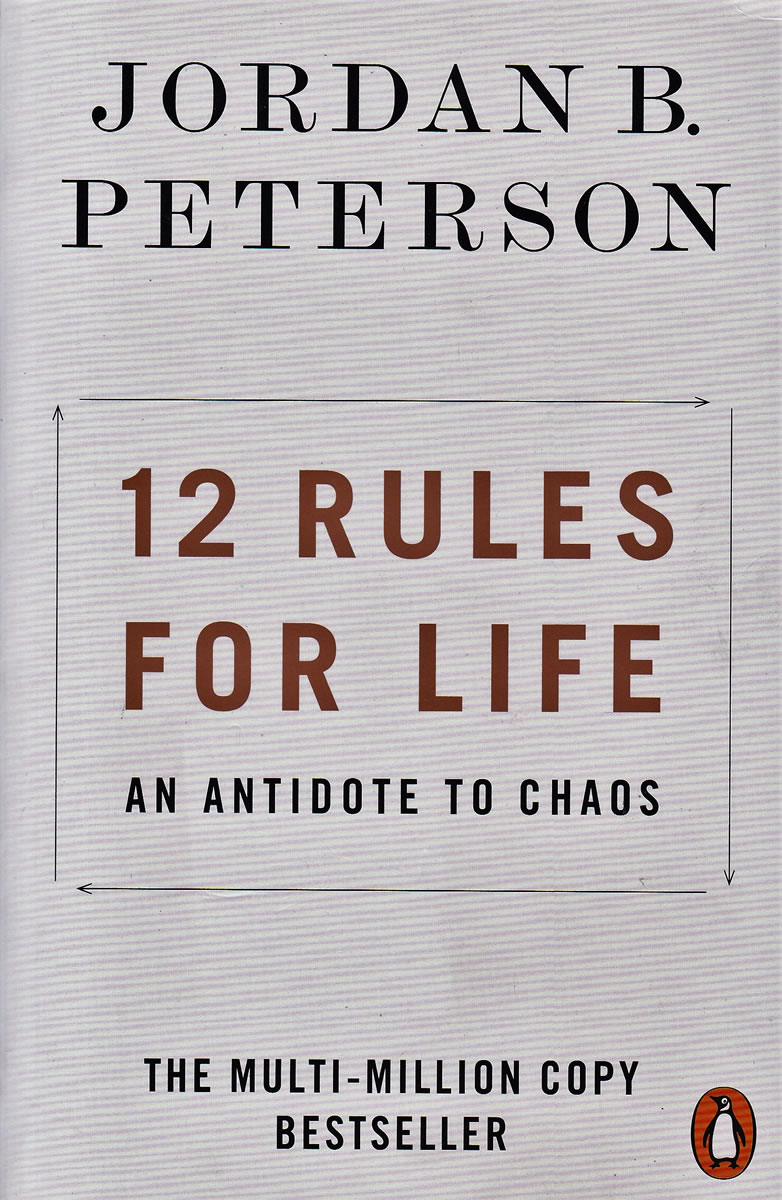 JORDAN B.
PETERSON
12 RULES
FOR LIFE
AN ANTIDOTE TO CHAOS
THE MULTI-MILLION COPY
BESTSELLER